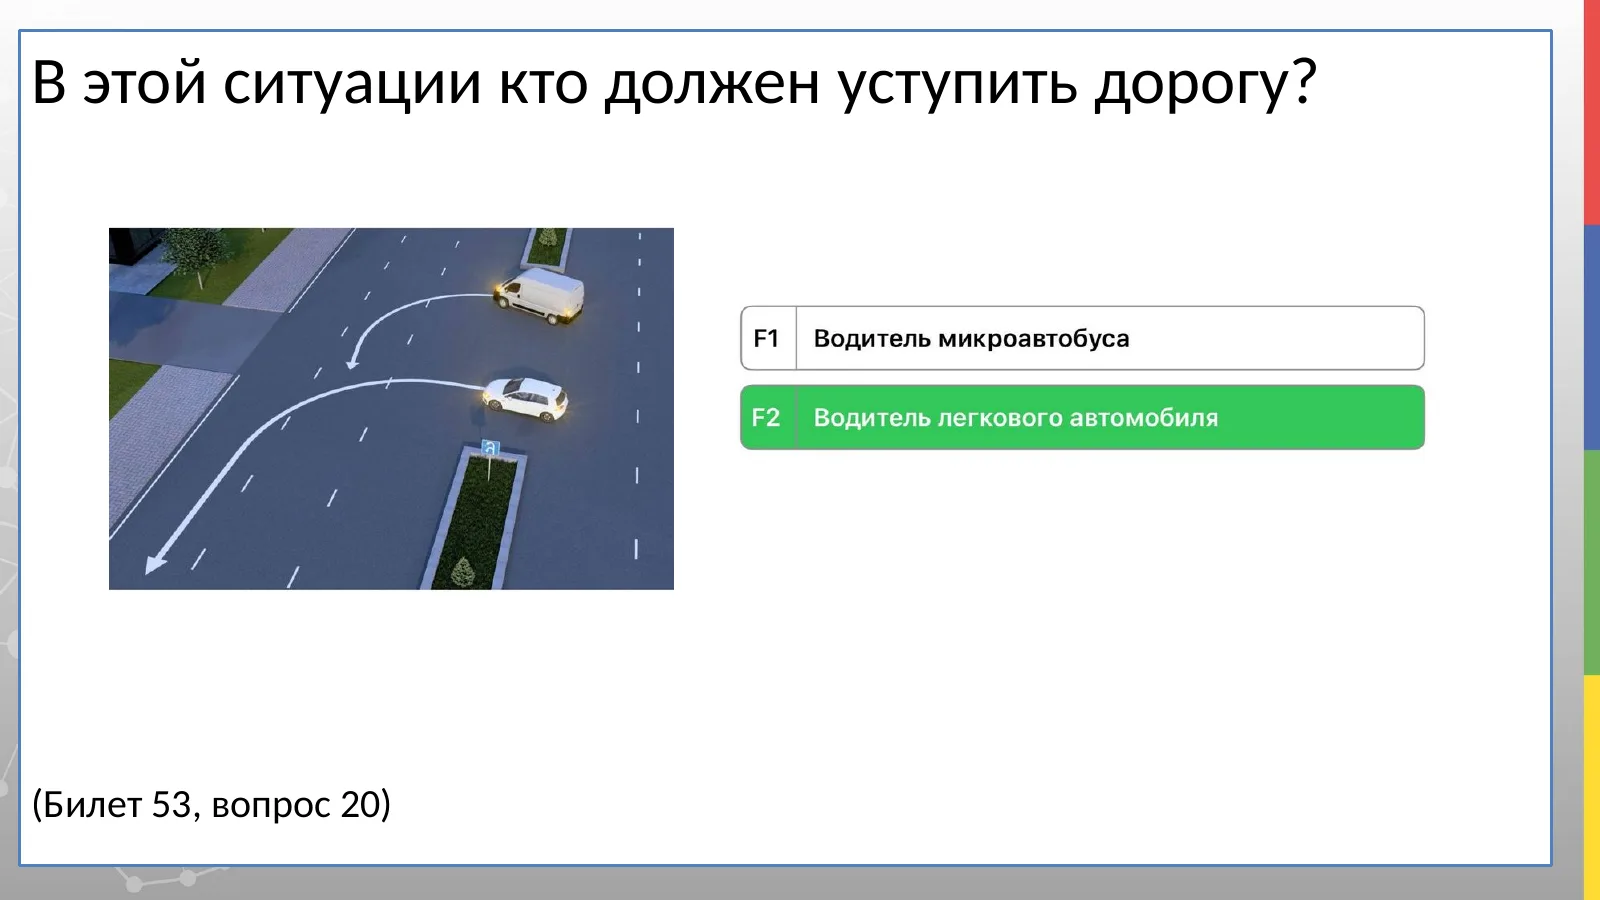 В этой ситуации кто должен уступить дорогу?
F1 Водитель микроавтобуса
F2 Водитель легкового автомобиля
(Билет 53, вопрос 20)